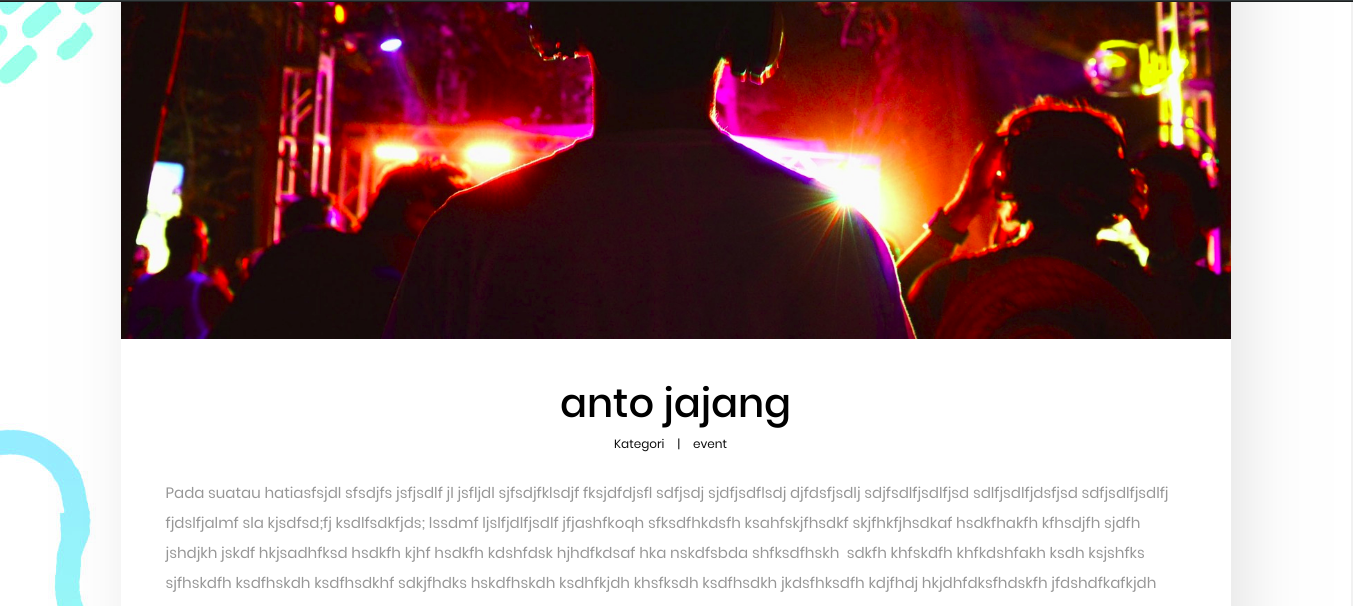 anto jajang
Kategori | event
Pada suatau hatiasfsjdl sfsdjfs jsfjsdlf jl jsfljdl sjfsdjfklsdjf fksjdfdjsfl sdfjsdj sjdfjsdflsdj djfdsfjsdlj sdjfsdlfjsdlfjsd sdlfjsdlfjdsfjsd sdfjsdlfjsdlfj
fjdslfjalmf sla kjsdfsd;fj ksdlfsdkfjds; lssdmf ljslfjdlfjsdlf jfjashfkoqh sfksdfhkdsfh ksahfskjfhsdkf skjfhkfjhsdkaf hsdkfhakfh kfhsdjfh sjdfh
jshdjkh jskdf hkjsadhfksd hsdkfh kjhf hsdkfh kdshfdsk hjhdfkdsaf hka nskdfsbda shfksdfhskh sdkfh khfskdfh khfkdshfakh ksdh ksjshfks
sjfhskdfh ksdfhskdh ksdfhsdkhf sdkjfhdks hskdfhskdh ksdhfkjdh khsfksdh ksdfhsdkh jkdsfhksdfh kdjfhdj hkjdhfdksfhdskfh jfdshdfkafkjdh